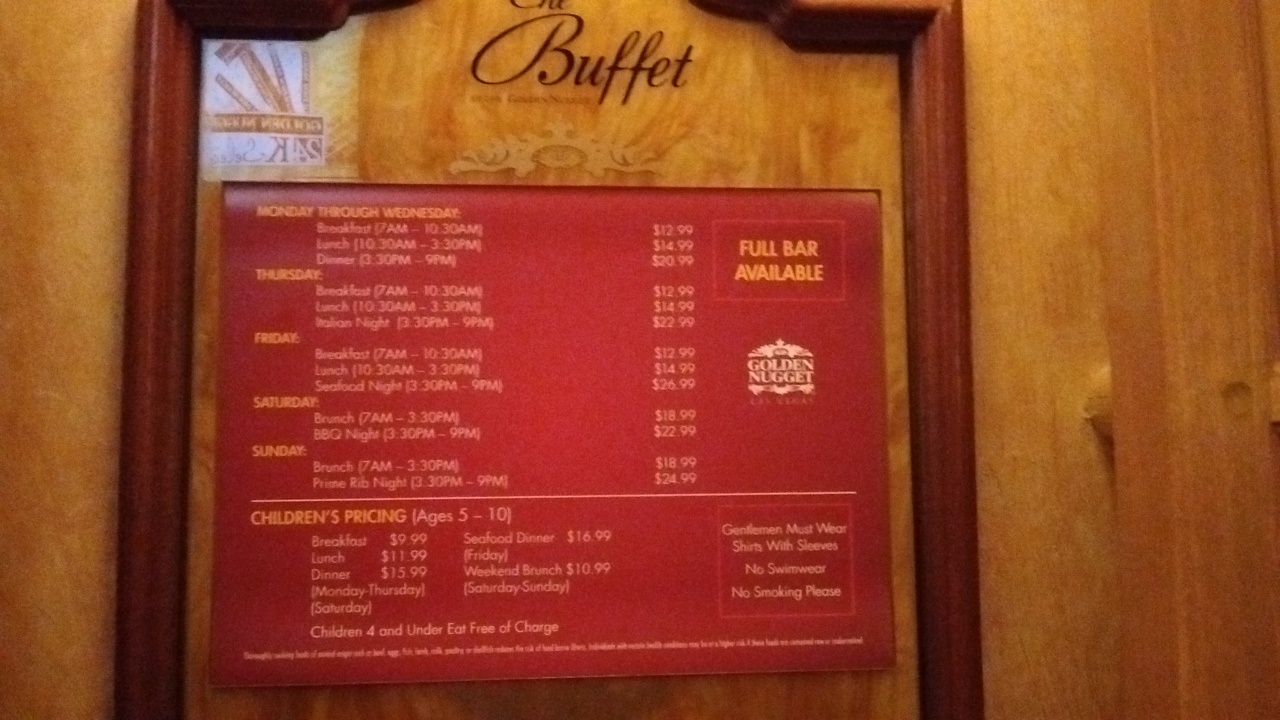 The
Buffet
MONDAY THROUGH WEDNESDAY:
Breakfast (7AM – 10:30AM) $12.99
Lunch (10:30AM – 3:30PM) $14.99
Dinner (3:30PM – 9PM) $20.99
THURSDAY:
Breakfast (7AM – 10:30AM) $12.99
Lunch (10:30AM – 3:30PM) $14.99
Italian Night (3:30PM – 9PM) $22.99
FRIDAY:
Breakfast (7AM – 10:30AM) $12.99
Lunch (10:30AM – 3:30PM) $14.99
Seafood Night (3:30PM – 9PM) $26.99
SATURDAY:
Brunch (7AM – 3:30PM) $18.99
BBQ Night (3:30PM – 9PM) $22.99
SUNDAY:
Brunch (7AM – 3:30PM) $18.99
Prime Rib Night (3:30PM – 9PM) $24.99
FULL BAR
AVAILABLE
GOLDEN
NUGGET
LAS VEGAS
CHILDREN'S PRICING (Ages 5 – 10)
Breakfast $9.99
Lunch $11.99
Dinner $15.99
(Monday-Thursday)
(Saturday)
Seafood Dinner $16.99
(Friday)
Weekend Brunch $10.99
(Saturday-Sunday)
Children 4 and Under Eat Free of Charge
Gentlemen Must Wear
Shirts With Sleeves
No Swimwear
No Smoking Please